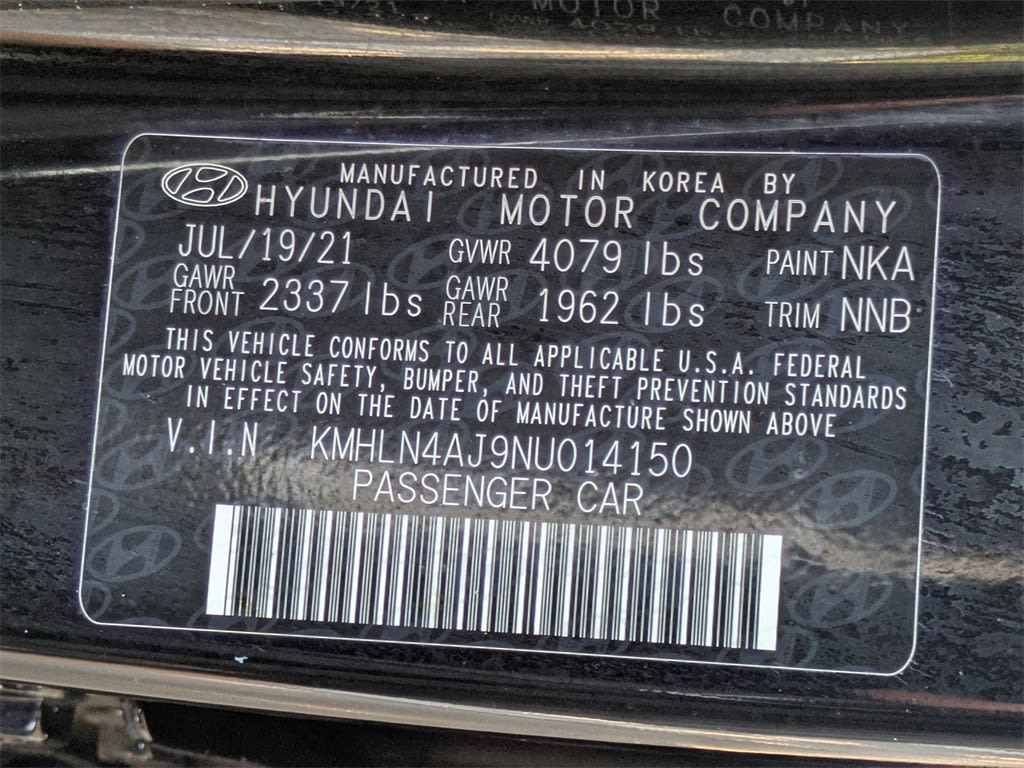 MOTOR COMPANY
MANUFACTURED IN KOREA BY
HYUNDAI MOTOR COMPANY
JUL/19/21 GVWR 4079 lbs PAINT NKA
GAWR FRONT 2337 lbs GAWR REAR 1962 lbs TRIM NNB
THIS VEHICLE CONFORMS TO ALL APPLICABLE U.S.A. FEDERAL
MOTOR VEHICLE SAFETY, BUMPER, AND THEFT PREVENTION STANDARDS
IN EFFECT ON THE DATE OF MANUFACTURE SHOWN ABOVE
V.I.N KMHLN4AJ9NU014150
PASSENGER CAR